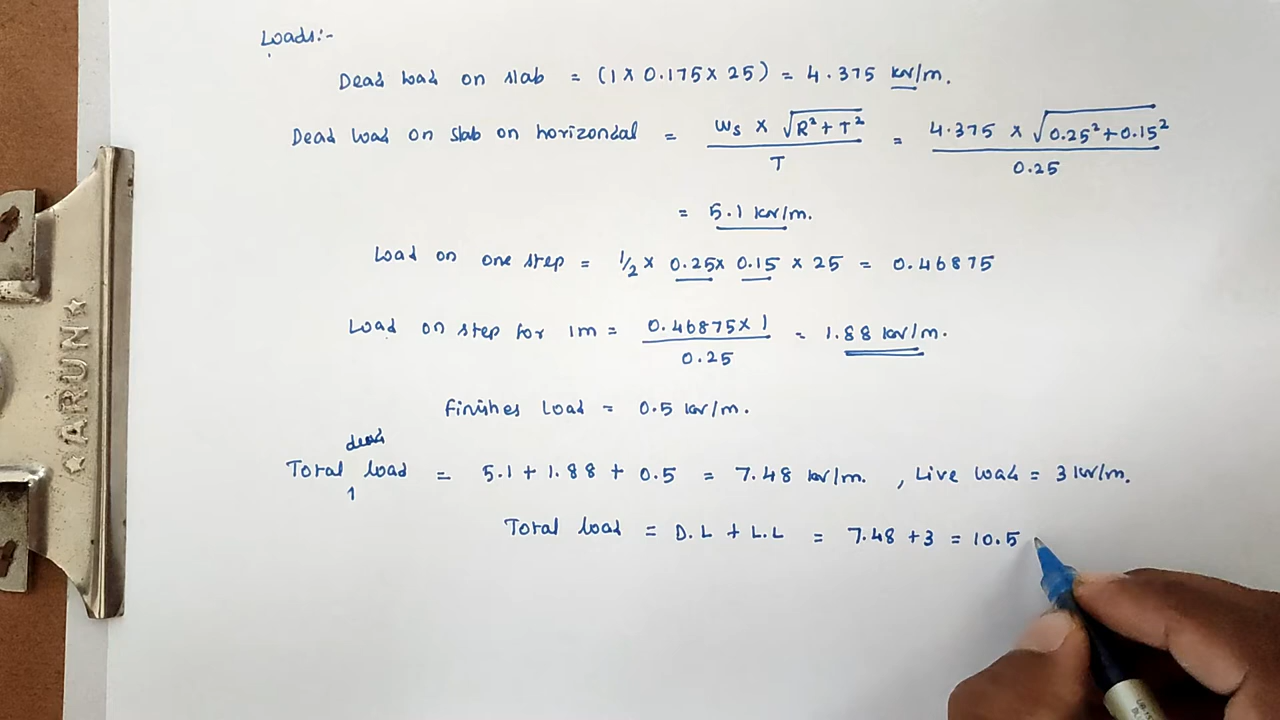 Loads:-
Dead load on slab = (1 x 0.175 x 25) = 4.375 kN/m.
Dead load on slab on horizondal = Ws x √R²+T² / T = 4.375 x √0.25²+0.15² / 0.25
= 5.1 kN/m.
Load on one step = 1/2 x 0.25 x 0.15 x 25 = 0.46875
Load on step for 1m = 0.46875 x 1 / 0.25 = 1.88 kN/m.
finishes load = 0.5 kN/m.
Total dead load = 5.1 + 1.88 + 0.5 = 7.48 kN/m. , Live load = 3 kN/m.
Total load = D.L + L.L = 7.48 + 3 = 10.5
ARUN